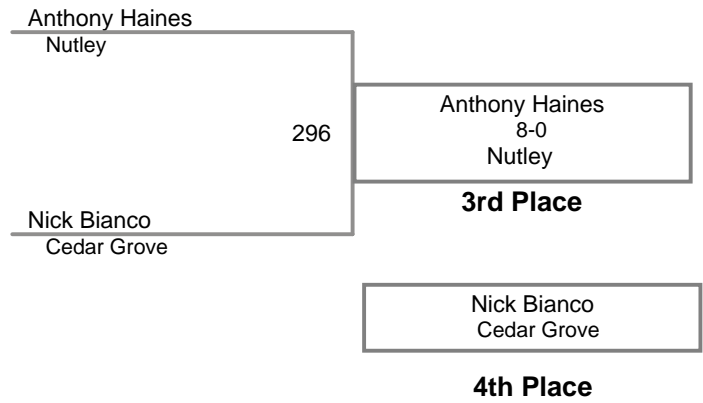 Anthony Haines
Nutley
296
Anthony Haines
8-0
Nutley
3rd Place
Nick Bianco
Cedar Grove
Nick Bianco
Cedar Grove
4th Place